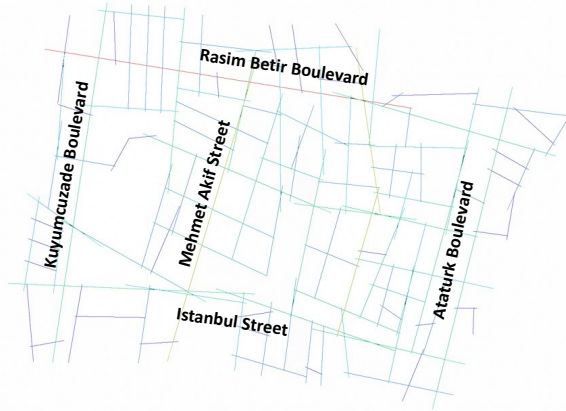 Rasim Betir Boulevard
Kuyumcuzade Boulevard
Mehmet Akif Street
Ataturk Boulevard
Istanbul Street